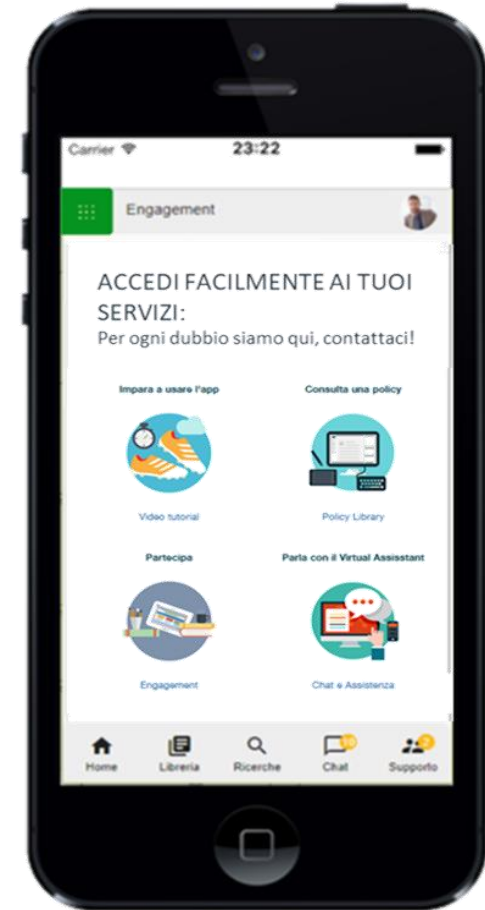 Carrier 23:22
Engagement
ACCEDI FACILMENTE AI TUOI
SERVIZI:
Per ogni dubbio siamo qui, contattaci!
Impara a usare l'app
Consulta una policy
Video tutorial
Policy Library
Partecipa
Parla con il Virtual Assisstant
Engagement
Chat e Assistenza
Home Libreria Ricerche Chat Supporto